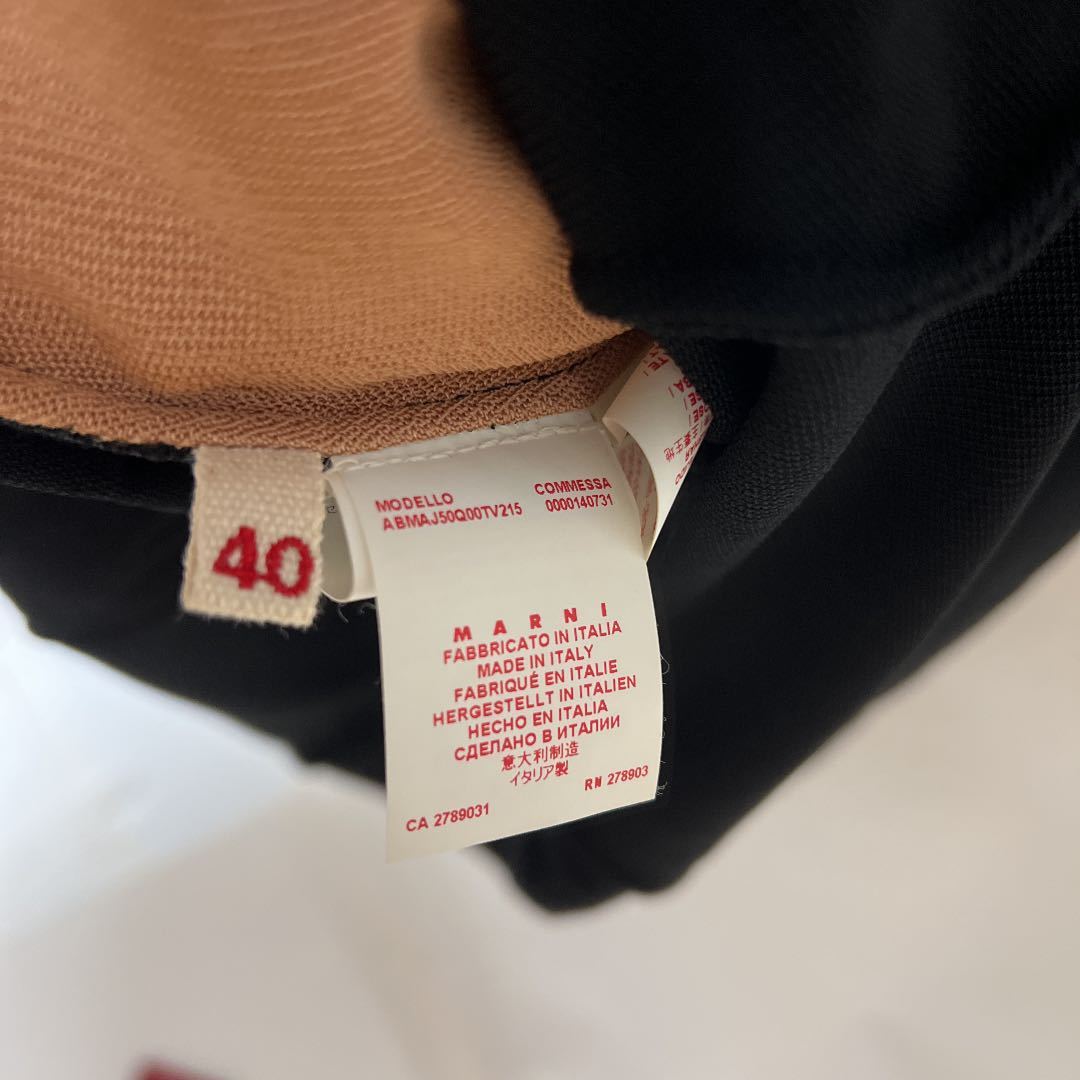 40
MODELLO COMMESSA
ABMAJ50Q00TV215 0000140731
MARNI
FABBRICATO IN ITALIA
MADE IN ITALY
FABRIQUÉ EN ITALIE
HERGESTELLT IN ITALIEN
HECHO EN ITALIA
СДЕЛАНО В ИТАЛИИ
意大利制造
イタリア製
CA 2789031 RN 278903